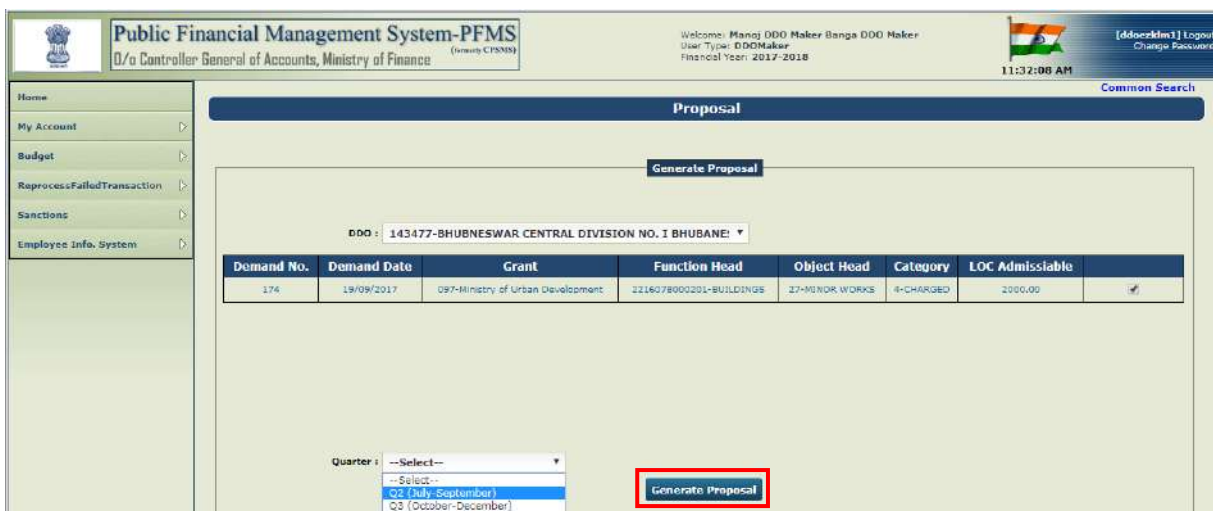 Public Financial Management System-PFMS
(formerly CPSMS)
O/o Controller General of Accounts, Ministry of Finance
Welcome: Manoj DDO Maker Banga DDO Maker
User Type: DDOMaker
Financial Year: 2017-2018
11:32:08 AM
[ddoezklm1] Logout
Change Password
Common Search
Home
My Account
Budget
ReprocessFailedTransaction
Sanctions
Employee Info. System
Proposal
Generate Proposal
DDO : 143477-BHUBNESWAR CENTRAL DIVISION NO. I BHUBANE:
Demand No. Demand Date Grant Function Head Object Head Category LOC Admissiable
174 19/09/2017 097-Ministry of Urban Development 2216078000201-BUILDINGS 27-MINOR WORKS 4-CHARGED 2000.00
Quarter : --Select--
--Select--
Q2 (July-September)
Q3 (October-December)
Generate Proposal